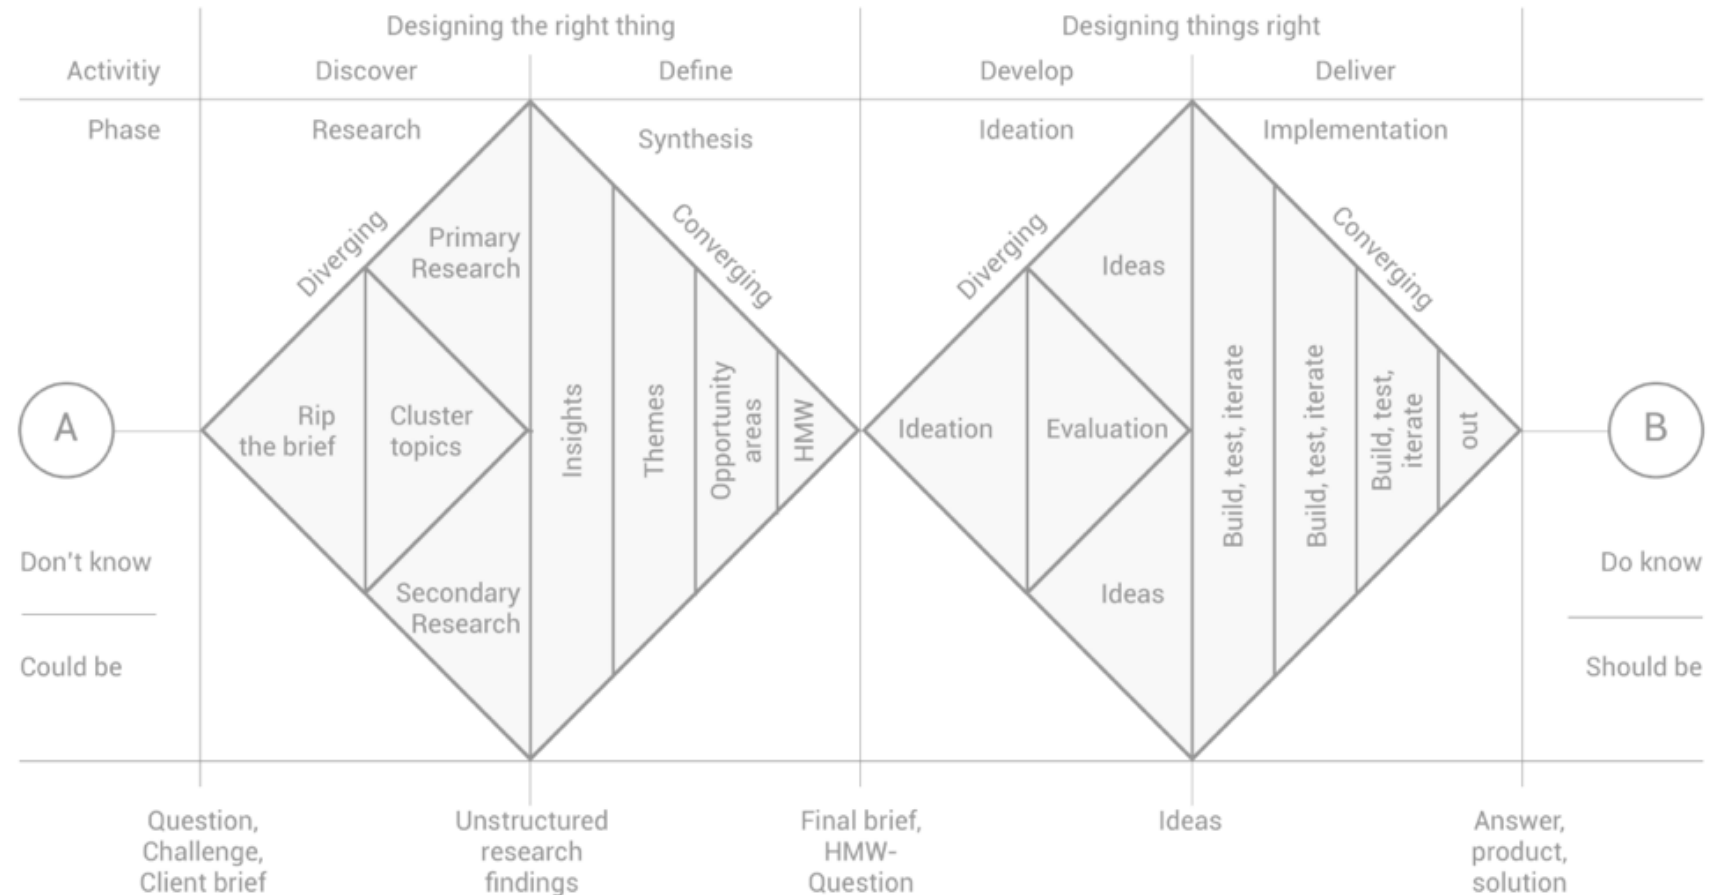 Designing the right thing
Designing things right
Activitiy
Discover
Define
Develop
Deliver
Phase
Research
Synthesis
Ideation
Implementation
Diverging
Converging
Diverging
Converging
Primary
Research
Ideas
A
Rip
the brief
Cluster
topics
Insights
Themes
Opportunity
areas
HMW
Ideation
Evaluation
Build, test, iterate
Build, test, iterate
Build, test,
iterate
out
B
Secondary
Research
Ideas
Don't know
Could be
Do know
Should be
Question,
Challenge,
Client brief
Unstructured
research
findings
Final brief,
HMW-
Question
Ideas
Answer,
product,
solution